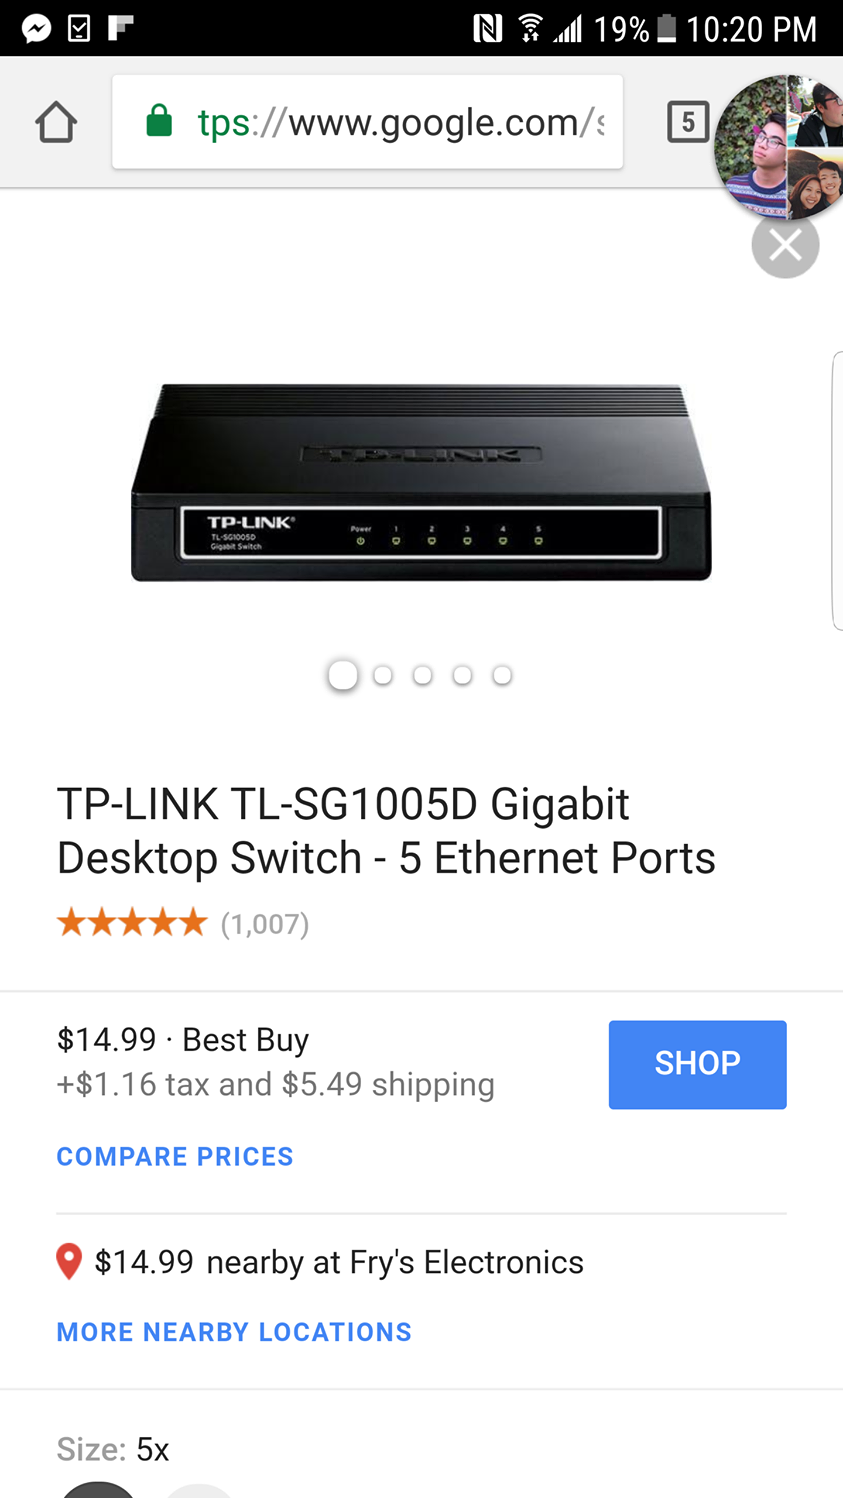 19% 10:20 PM
tps://www.google.com/s
5
TP-LINK
TP-LINK®
TL-SG1005D
Gigabit Switch
Power 1 2 3 4 5
TP-LINK TL-SG1005D Gigabit
Desktop Switch - 5 Ethernet Ports
(1,007)
$14.99 · Best Buy
+$1.16 tax and $5.49 shipping
SHOP
COMPARE PRICES
$14.99 nearby at Fry's Electronics
MORE NEARBY LOCATIONS
Size: 5x